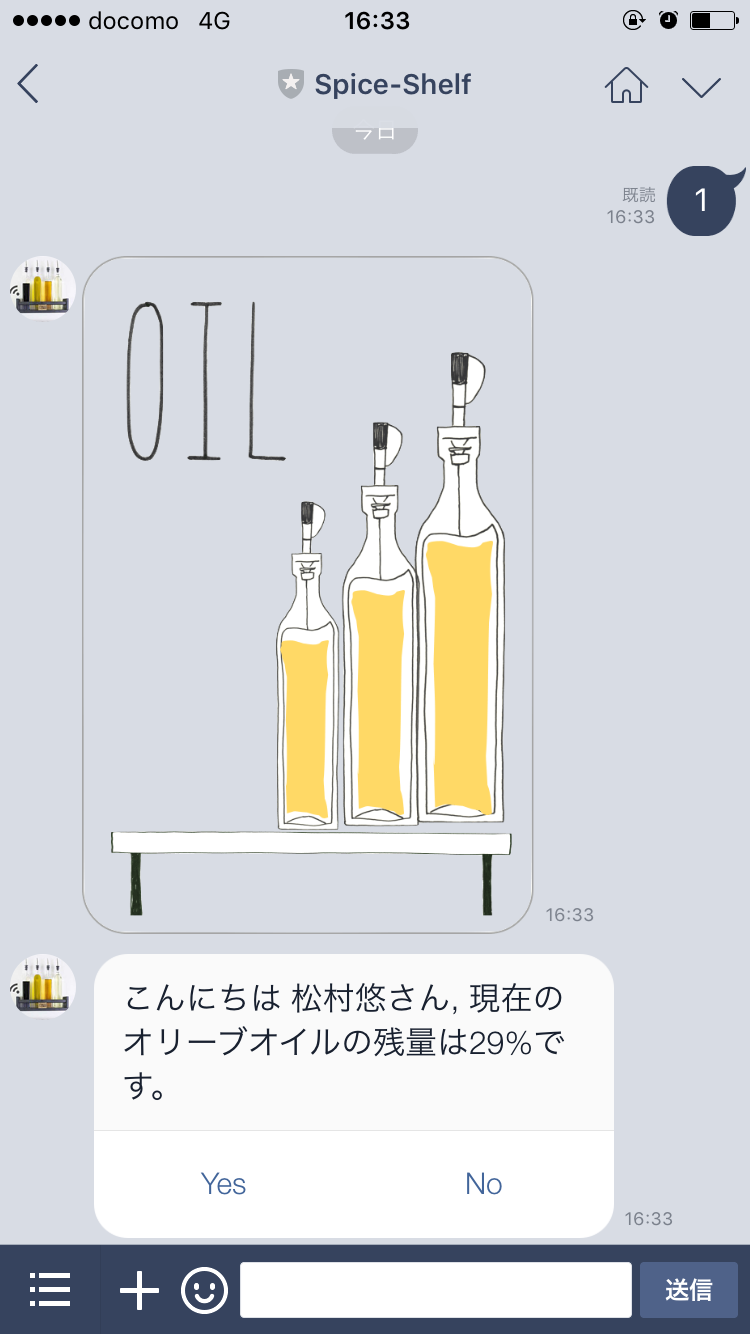 docomo 4G 16:33
Spice-Shelf
今日
1
既読
16:33
OIL
16:33
こんにちは 松村悠さん, 現在の
オリーブオイルの残量は29%で
す。
Yes No
16:33
送信